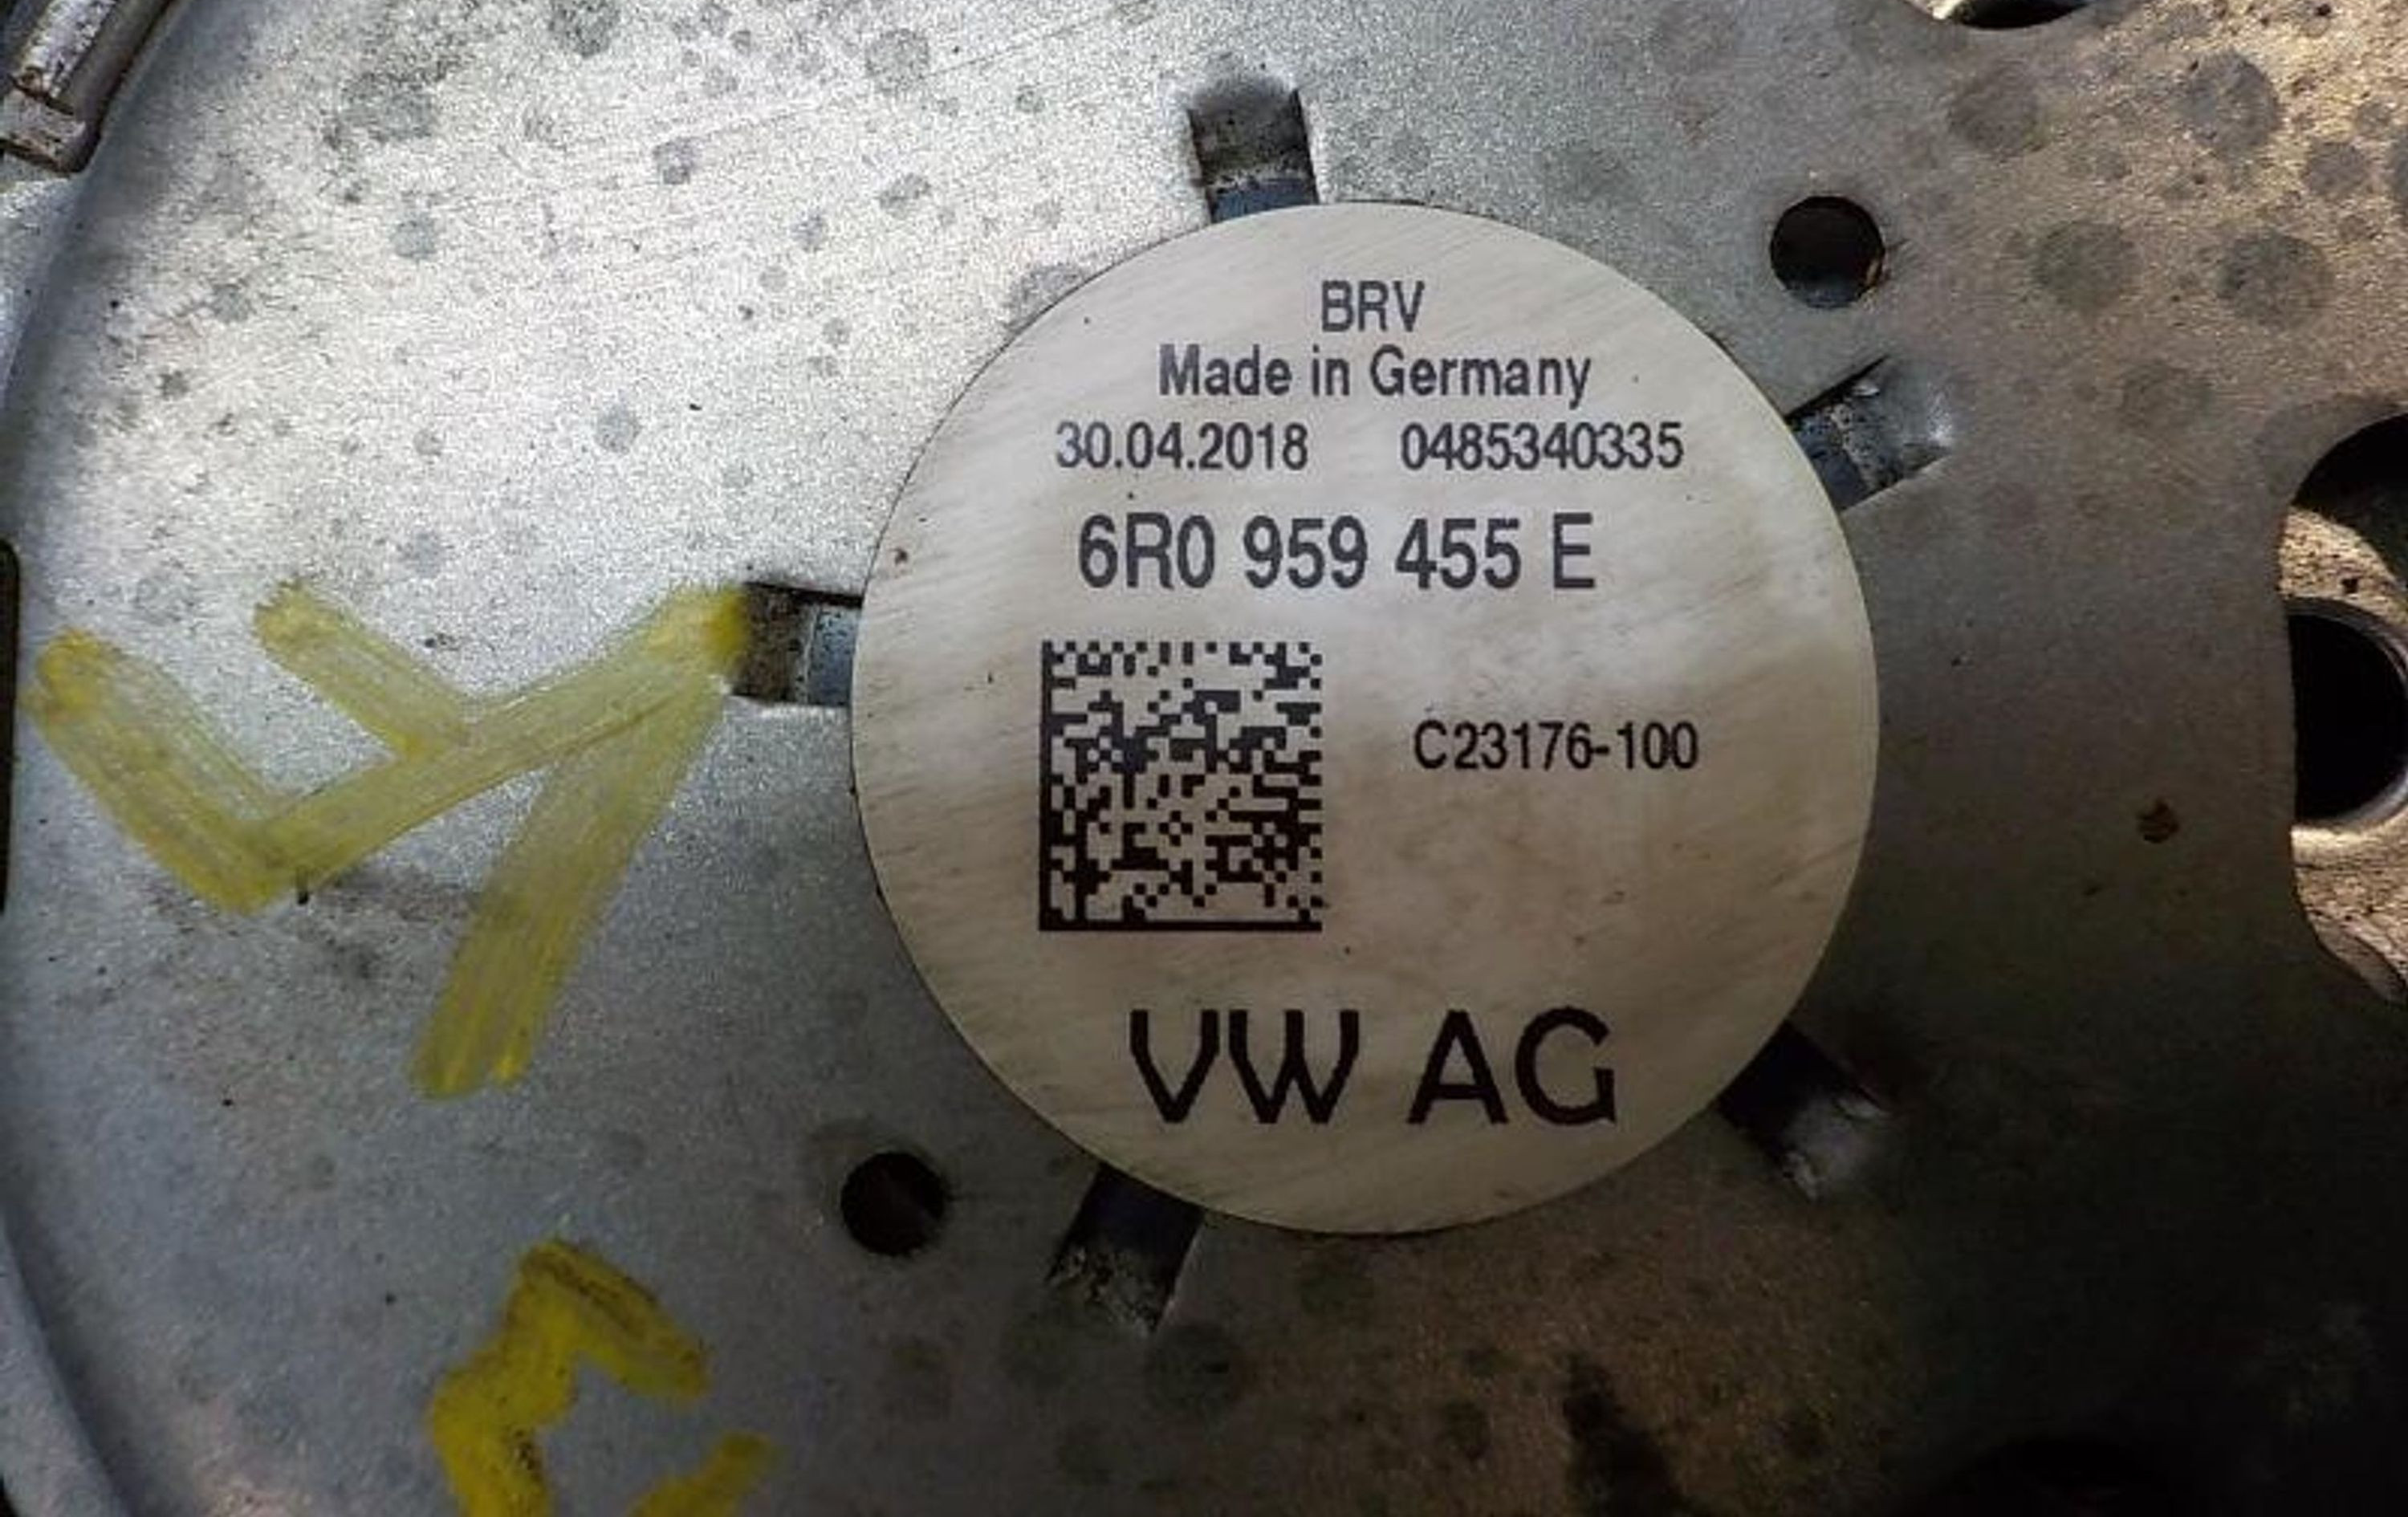 BRV
Made in Germany
30.04.2018 0485340335
6R0 959 455 E
C23176-100
VW AG